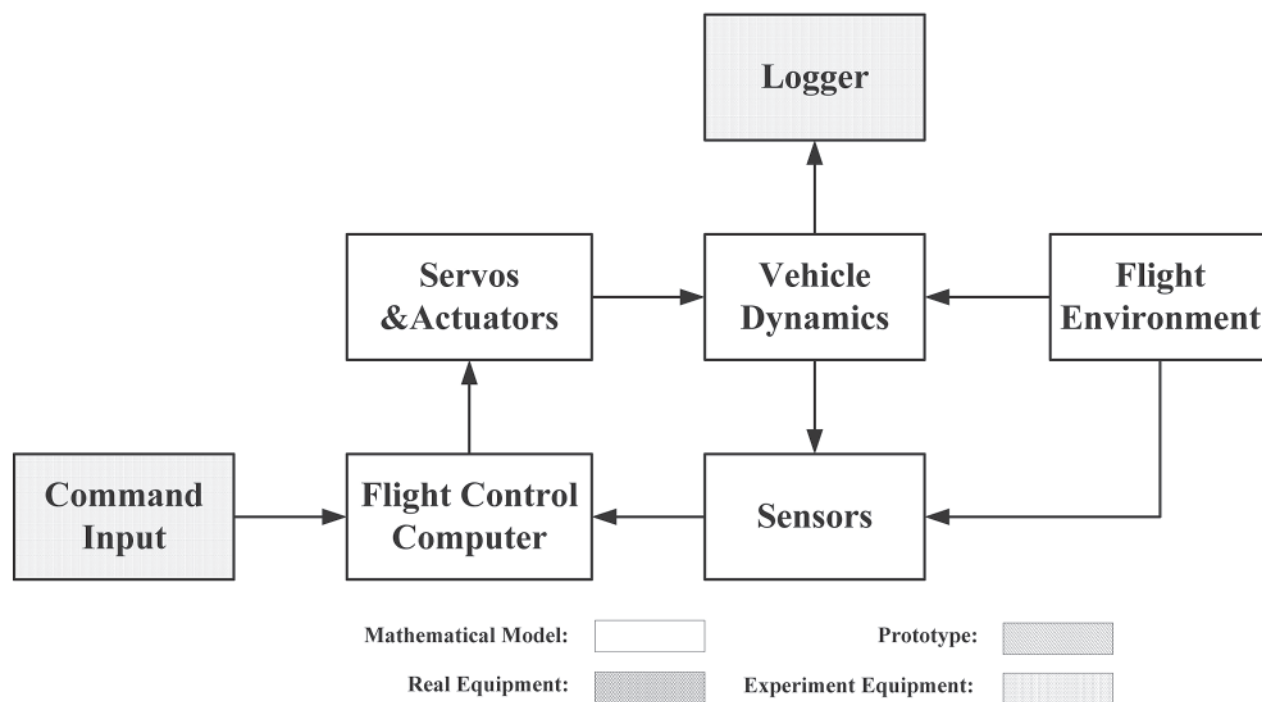 Logger
Servos
&Actuators
Vehicle
Dynamics
Flight
Environment
Command
Input
Flight Control
Computer
Sensors
Mathematical Model:
Prototype:
Real Equipment:
Experiment Equipment: